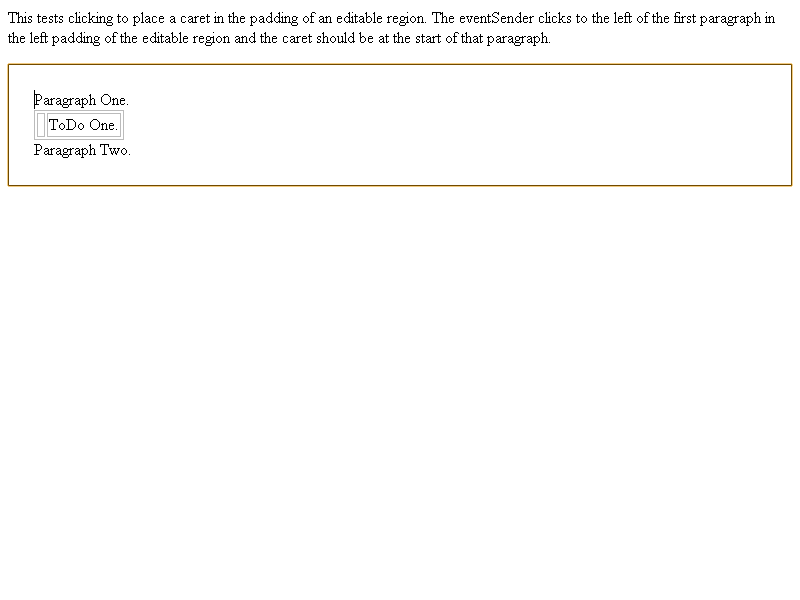 This tests clicking to place a caret in the padding of an editable region. The eventSender clicks to the left of the first paragraph in
the left padding of the editable region and the caret should be at the start of that paragraph.
Paragraph One.
ToDo One.
Paragraph Two.